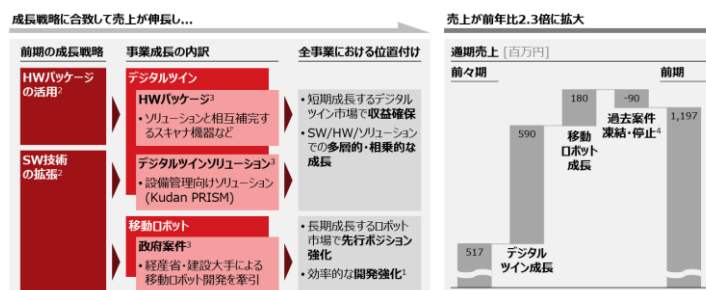 成長戦略に合致して売上が伸長し...
売上が前年比2.3倍に拡大
前期の成長戦略
事業成長の内訳
全事業における位置付け
HWパッケージ
の活用2
SW技術
の拡張2
デジタルツイン
HWパッケージ3
・ソリューションと相互補完す
るスキャナ機器など
デジタルツインソリューション3
・設備管理向けソリューション
(Kudan PRISM)
移動ロボット
政府案件3
・経産省・建設大手による
移動ロボット開発を牽引
・短期成長するデジタル
ツイン市場で収益確保
・SW/HW/ソリューション
での多層的・相乗的な
成長
・長期成長するロボット
市場で先行ポジション
強化
・効率的な開発強化1
通期売上 [百万円]
前々期
前期
517
590
デジタル
ツイン成長
180
移動
ロボット
成長
-90
過去案件
凍結・停止4
1,197